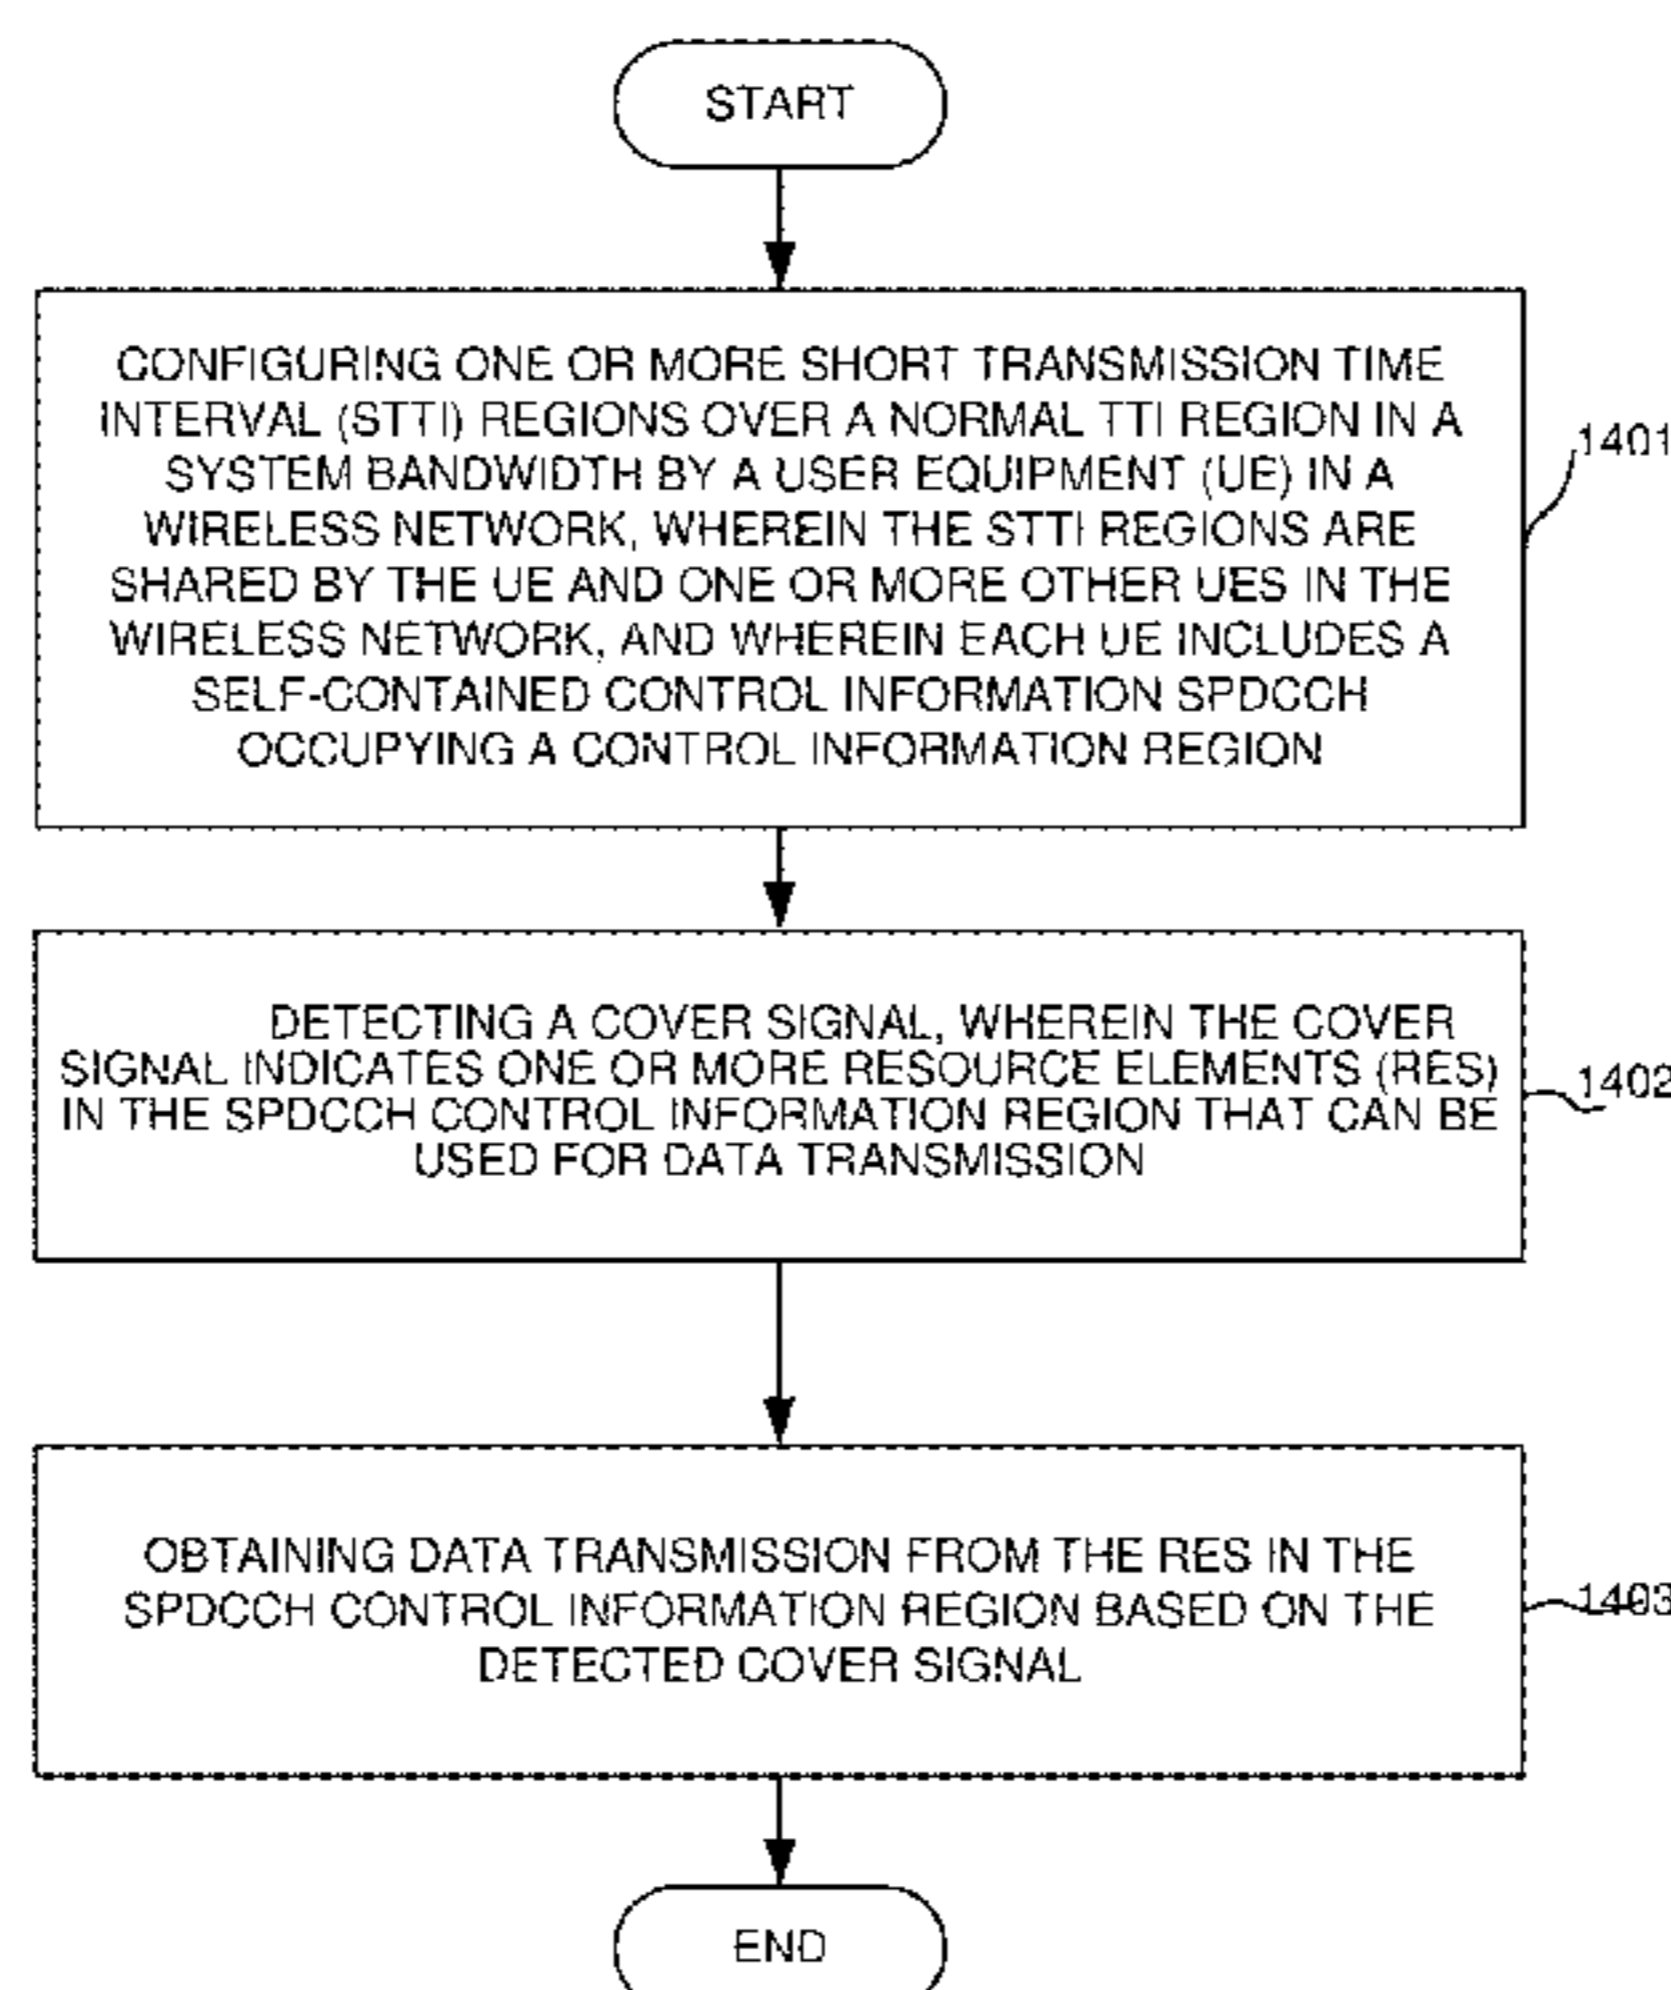 START
CONFIGURING ONE OR MORE SHORT TRANSMISSION TIME
INTERVAL (STTI) REGIONS OVER A NORMAL TTI REGION IN A
SYSTEM BANDWIDTH BY A USER EQUIPMENT (UE) IN A
WIRELESS NETWORK, WHEREIN THE STTI REGIONS ARE
SHARED BY THE UE AND ONE OR MORE OTHER UES IN THE
WIRELESS NETWORK, AND WHEREIN EACH UE INCLUDES A
SELF-CONTAINED CONTROL INFORMATION SPDCCH
OCCUPYING A CONTROL INFORMATION REGION
1401
DETECTING A COVER SIGNAL, WHEREIN THE COVER
SIGNAL INDICATES ONE OR MORE RESOURCE ELEMENTS (RES)
IN THE SPDCCH CONTROL INFORMATION REGION THAT CAN BE
USED FOR DATA TRANSMISSION
1402
OBTAINING DATA TRANSMISSION FROM THE RES IN THE
SPDCCH CONTROL INFORMATION REGION BASED ON THE
DETECTED COVER SIGNAL
1403
END